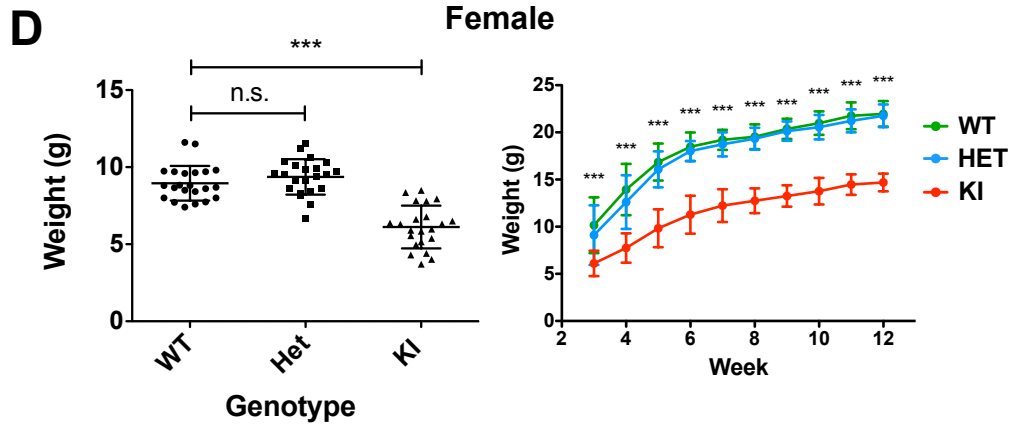 D
Female
***
n.s.
15
10
5
0
Weight (g)
WT
Het
KI
Genotype
25
20
15
10
5
0
Weight (g)
*** *** *** *** *** *** *** *** *** ***
2 4 6 8 10 12
Week
WT
HET
KI